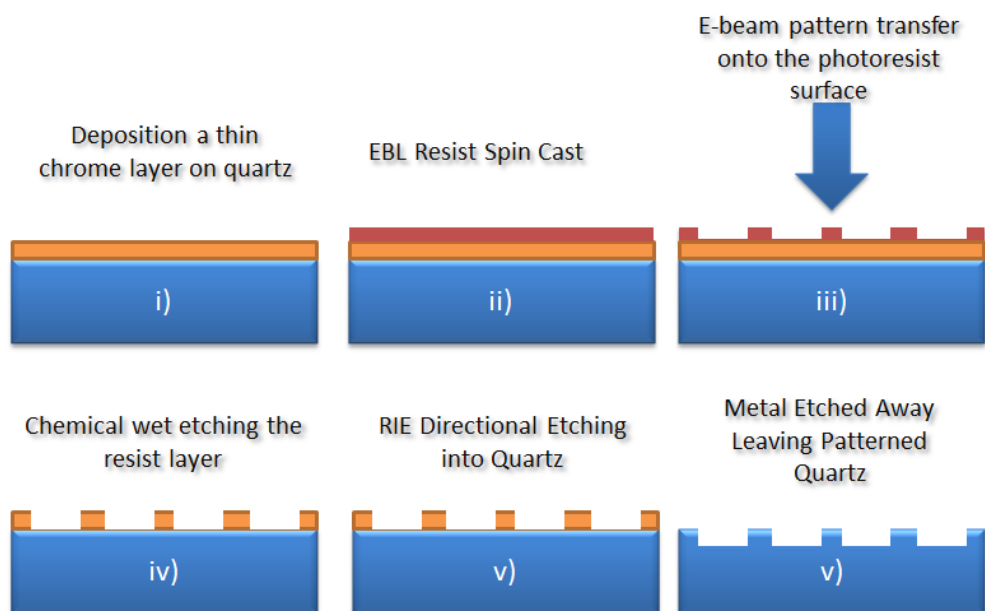 Deposition a thin
chrome layer on quartz
EBL Resist Spin Cast
E-beam pattern transfer
onto the photoresist
surface
i)
ii)
iii)
Chemical wet etching the
resist layer
RIE Directional Etching
into Quartz
Metal Etched Away
Leaving Patterned
Quartz
iv)
v)
v)